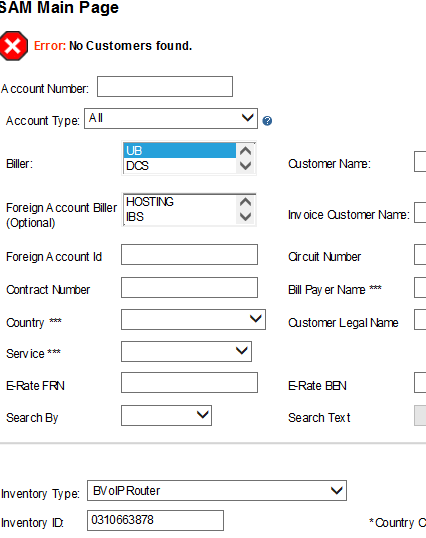 SAM Main Page
Error: No Customers found.
Account Number:
Account Type: All ?
Biller: UB
DCS
Customer Name:
Foreign Account Biller
(Optional)
HOSTING
IBS
Invoice Customer Name:
Foreign Account Id
Circuit Number
Contract Number
Bill Payer Name ***
Country ***
Customer Legal Name
Service ***
E-Rate FRN
E-Rate BEN
Search By
Search Text
Inventory Type: BVoIP Router
Inventory ID: 0310663878
*Country C